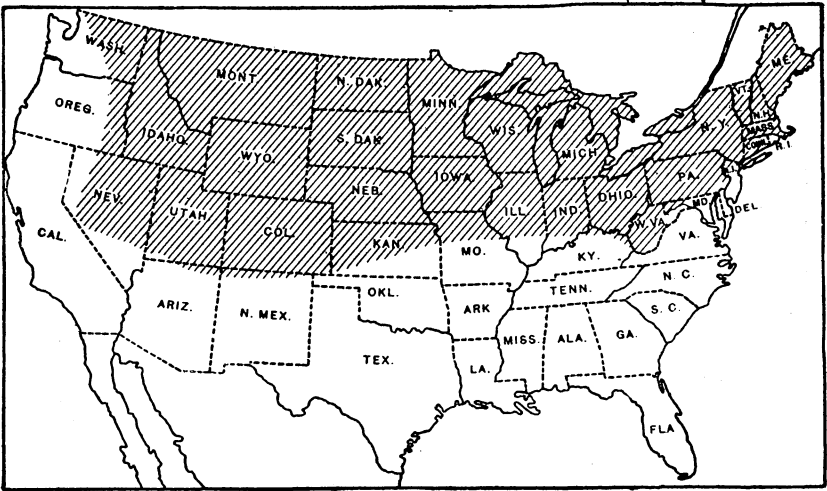 WASH.
MONT
N. DAK.
MINN.
ME.
VT.
N.H.
MASS
CONN.
R.I.
N.Y.
OREG.
IDAHO.
S. DAK.
WIS.
MICH
WYO.
IOWA
PA.
N.J.
NEB.
NEV.
UTAH
COL.
ILL
IND.
OHIO.
MD.
DEL
W.VA.
VA.
CAL.
KAN.
MO.
KY.
ARIZ.
N. MEX.
OKL.
ARK
TENN.
N. C.
S. C.
TEX.
LA.
MISS.
ALA.
GA.
FLA